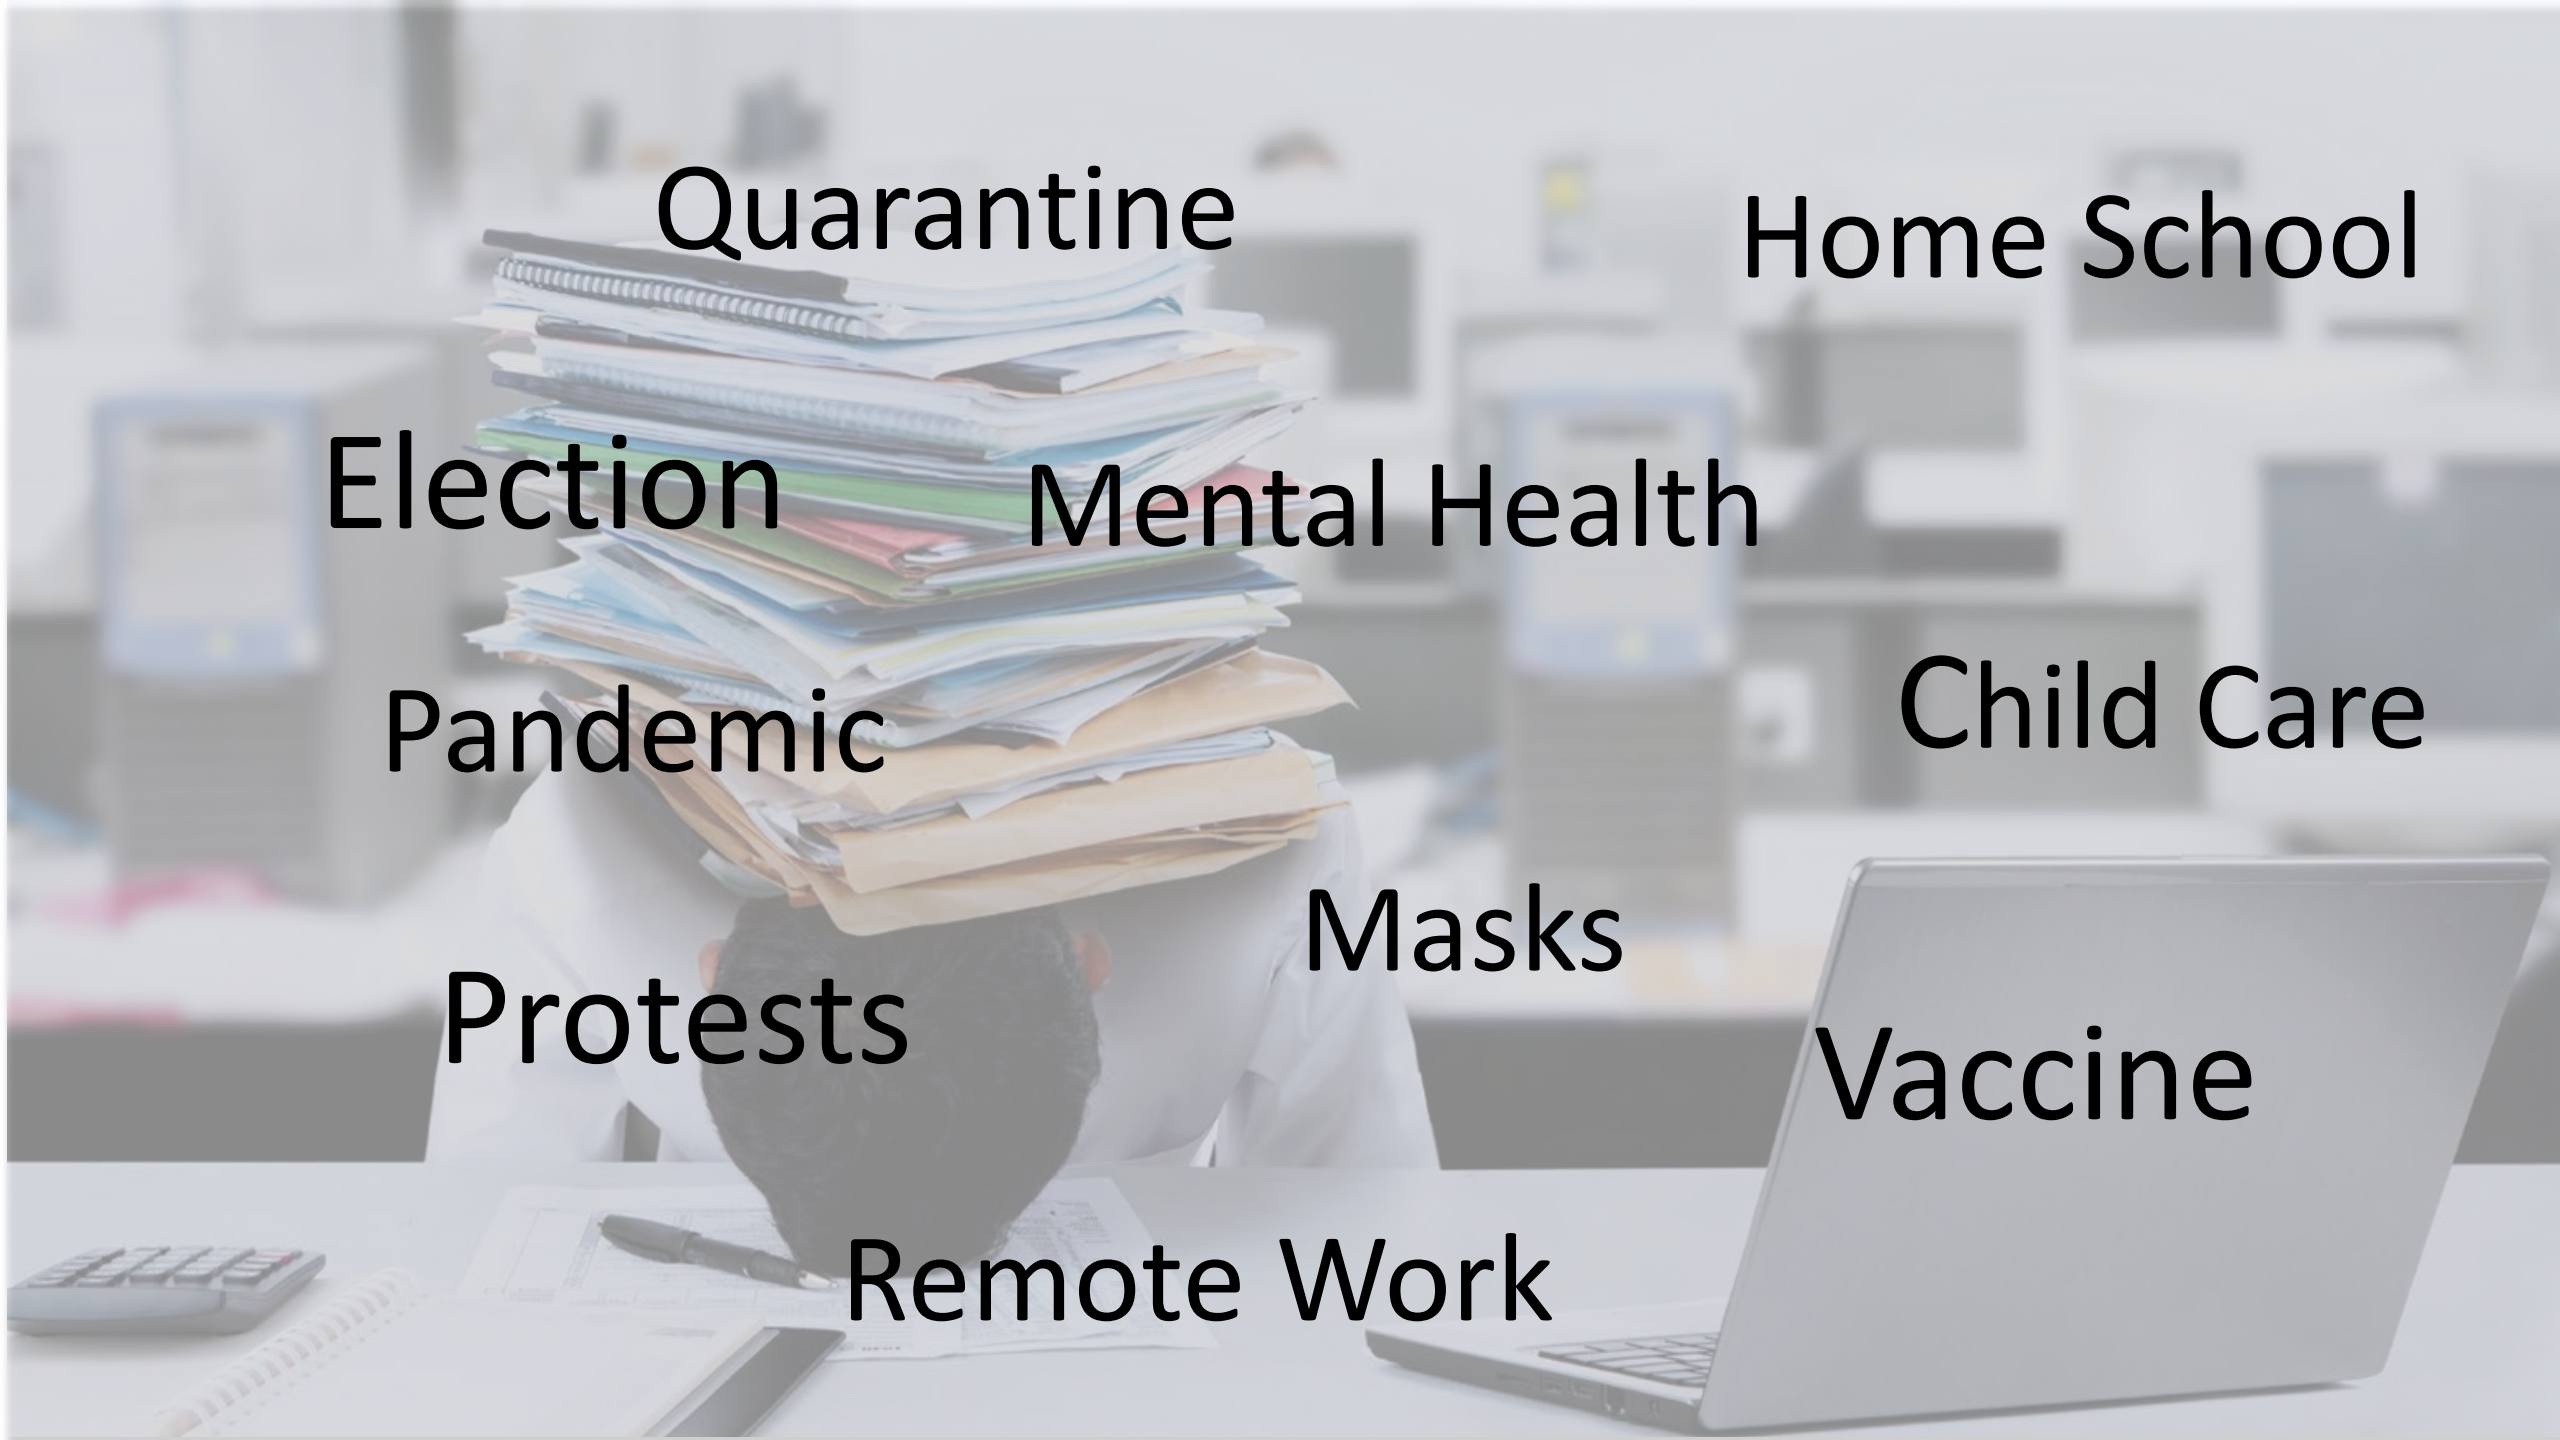 Quarantine
Home School
Election
Mental Health
Pandemic
Child Care
Masks
Protests
Vaccine
Remote Work